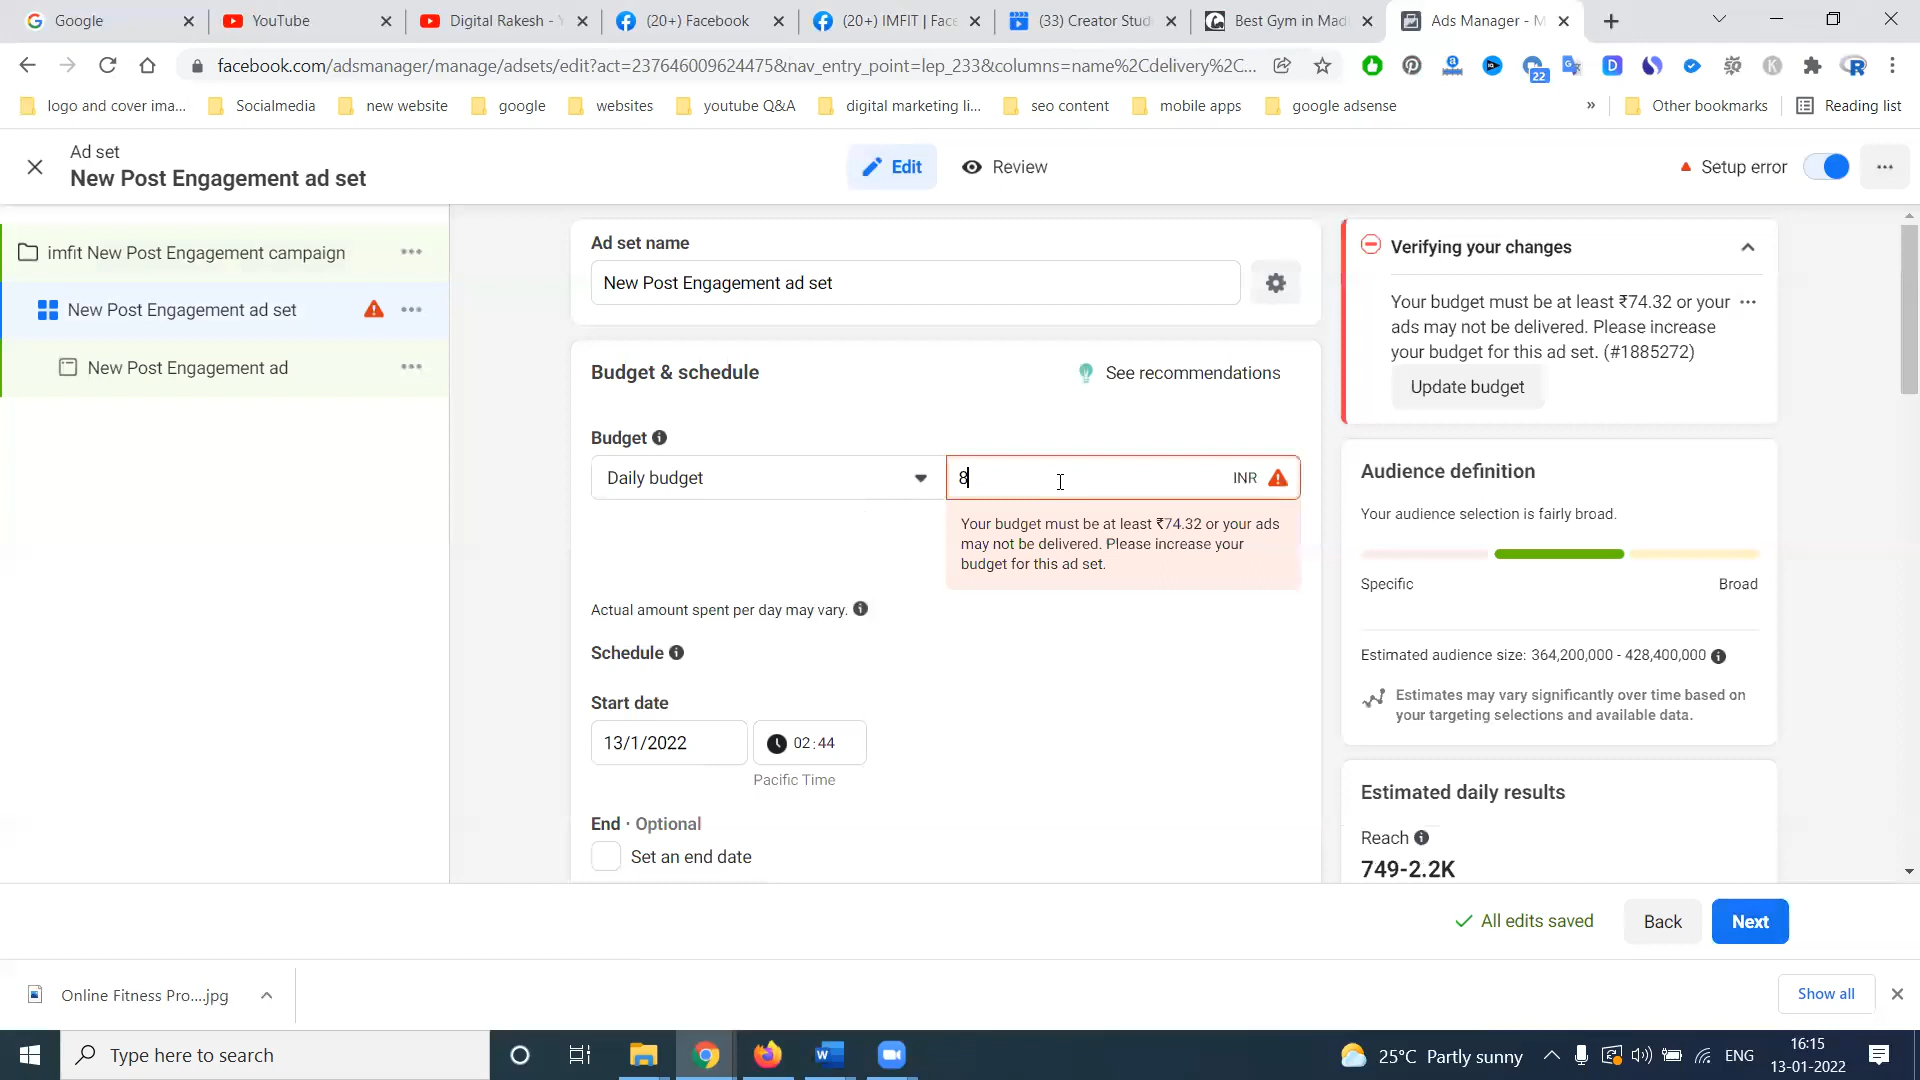 Google
YouTube
Digital Rakesh - Y
(20+) Facebook
(20+) IMFIT | Face
(33) Creator Stud
Best Gym in Mad
Ads Manager - M
facebook.com/adsmanager/manage/adsets/edit?act=237646009624475&nav_entry_point=lep_233&columns=name%2Cdelivery%2C...
22
logo and cover ima...
Socialmedia
new website
google
websites
youtube Q&A
digital marketing li...
seo content
mobile apps
google adsense
»
Other bookmarks
Reading list
Ad set
New Post Engagement ad set
Edit
Review
Setup error
imfit New Post Engagement campaign
New Post Engagement ad set
New Post Engagement ad
Ad set name
New Post Engagement ad set
Budget & schedule
See recommendations
Budget
Daily budget
8
INR
Your budget must be at least ₹74.32 or your ads
may not be delivered. Please increase your
budget for this ad set.
Actual amount spent per day may vary.
Schedule
Start date
13/1/2022
02:44
Pacific Time
End · Optional
Set an end date
Verifying your changes
Your budget must be at least ₹74.32 or your
ads may not be delivered. Please increase
your budget for this ad set. (#1885272)
Update budget
Audience definition
Your audience selection is fairly broad.
Specific
Broad
Estimated audience size: 364,200,000 - 428,400,000
Estimates may vary significantly over time based on
your targeting selections and available data.
Estimated daily results
Reach
749-2.2K
All edits saved
Back
Next
Online Fitness Pro....jpg
Show all
Type here to search
25°C Partly sunny
ENG
16:15
13-01-2022